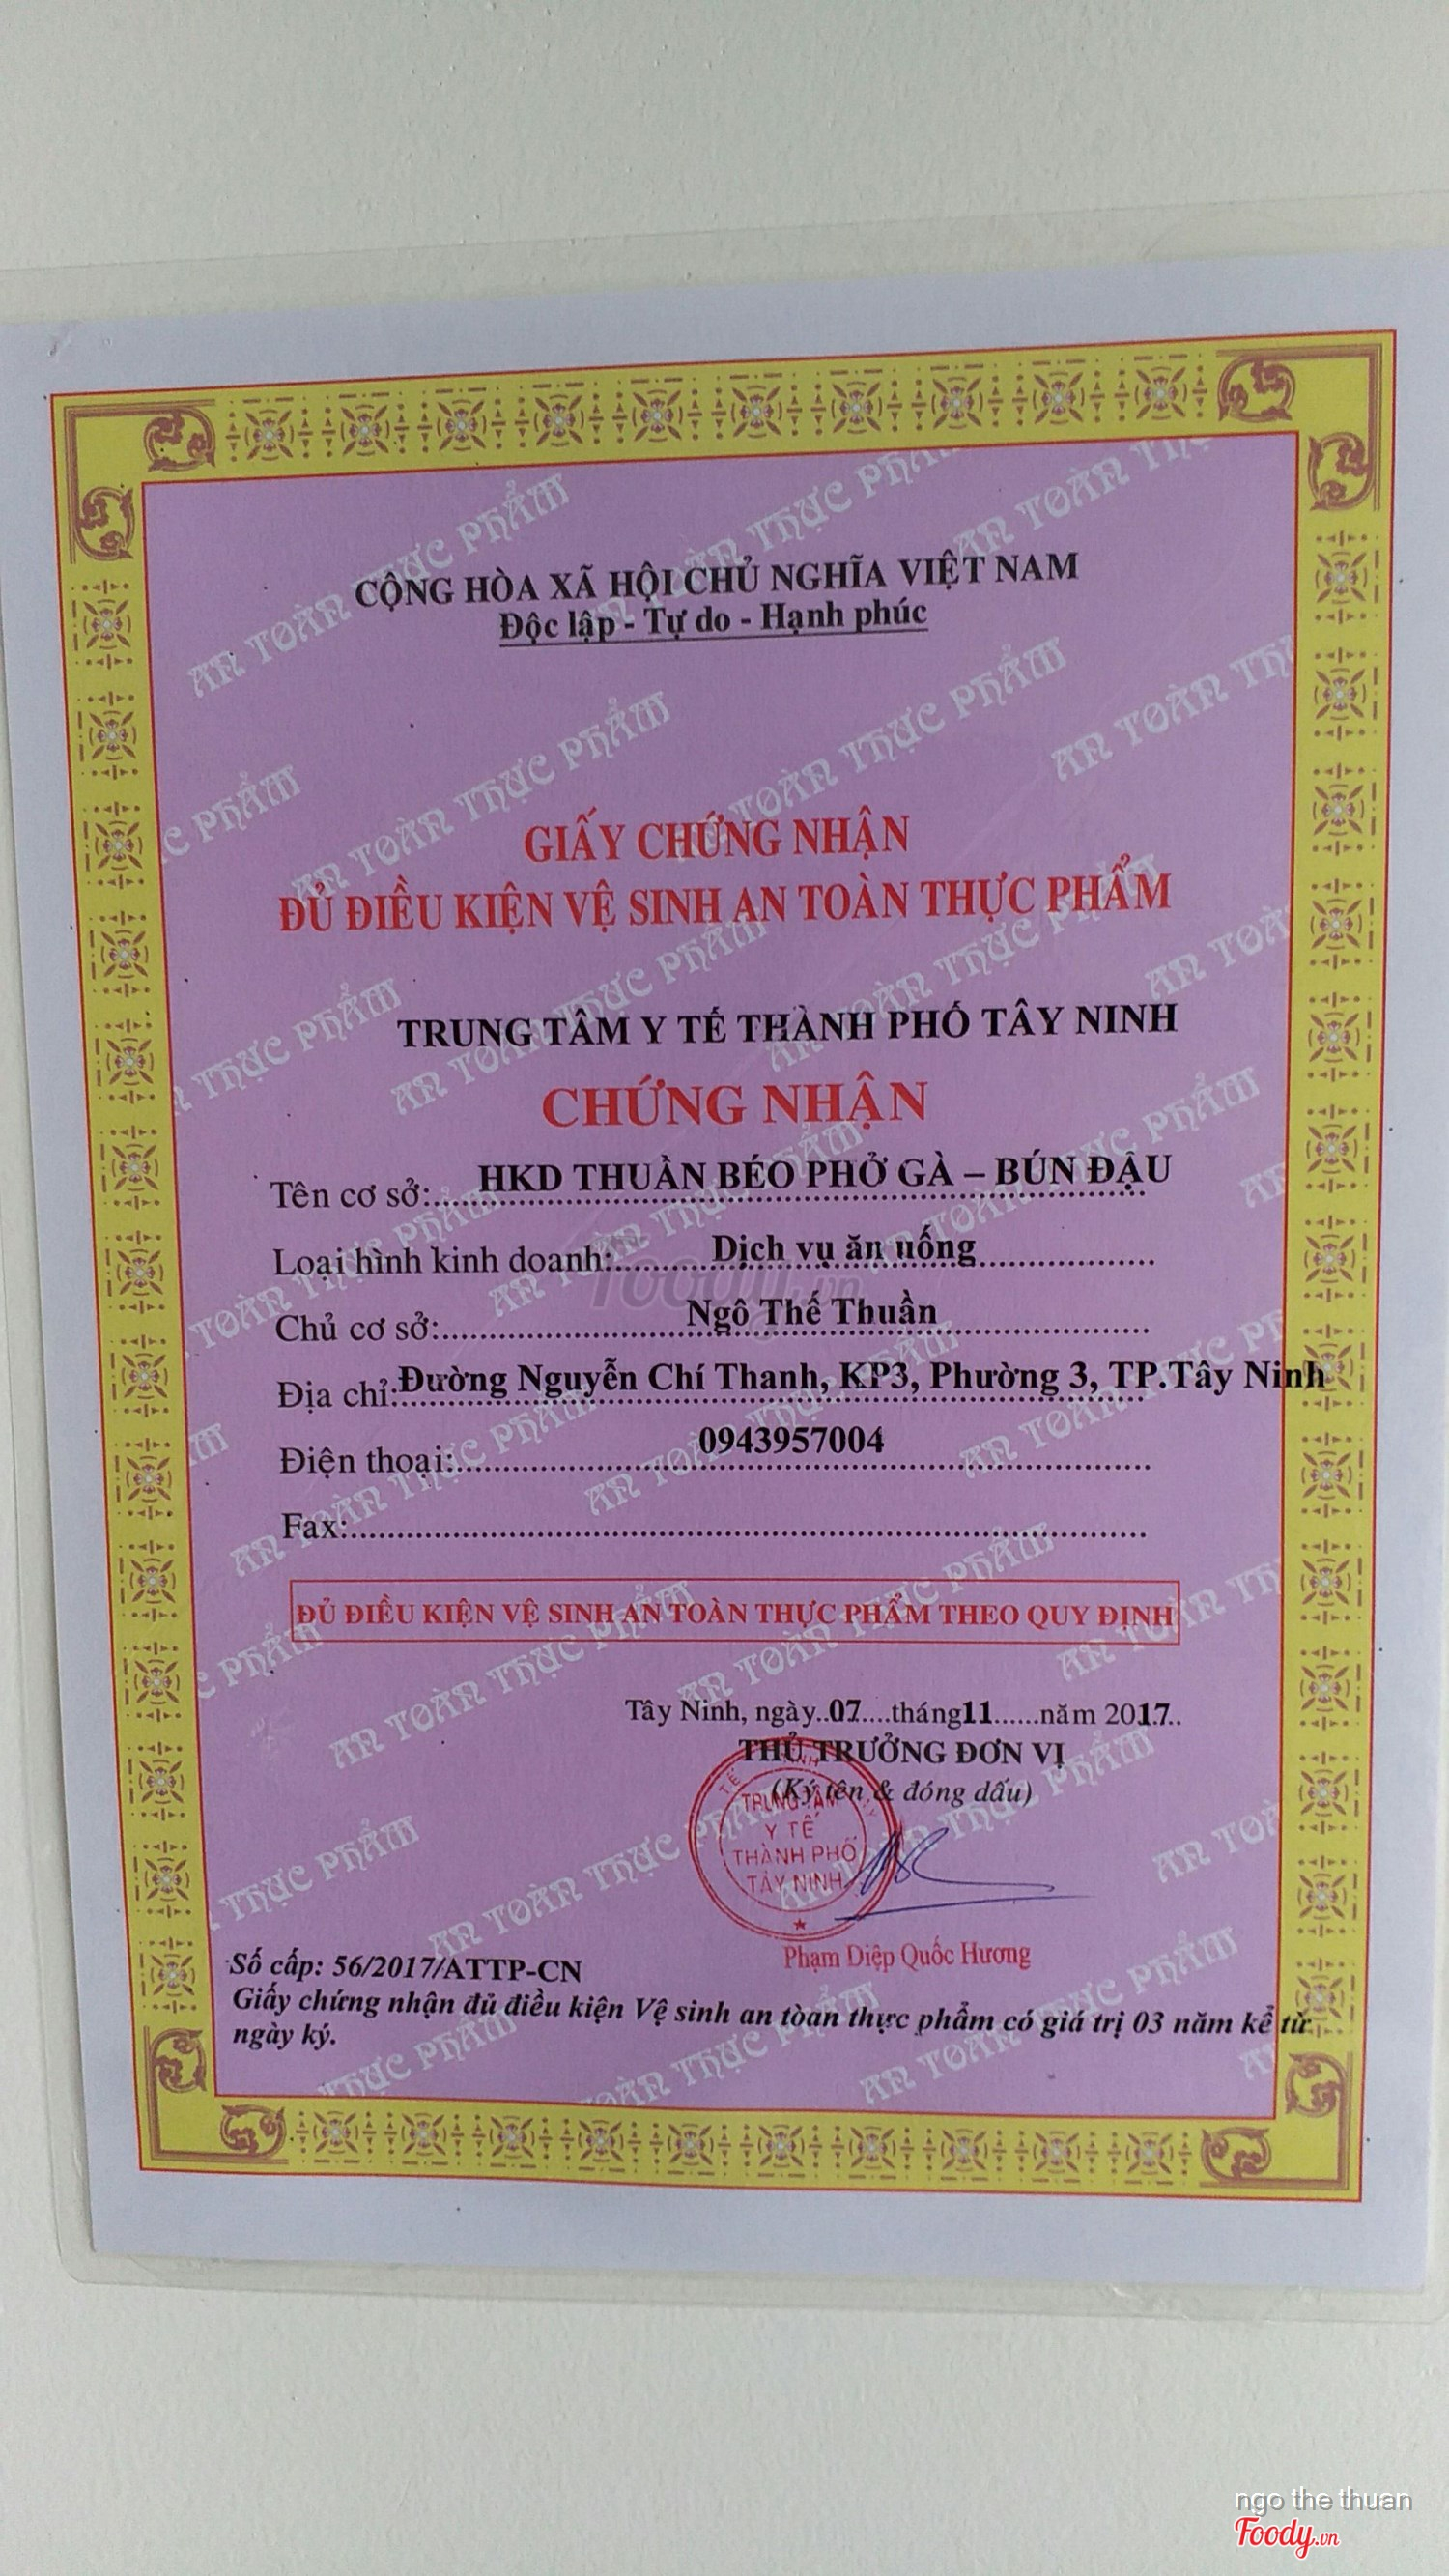 CỘNG HÒA XÃ HỘI CHỦ NGHĨA VIỆT NAM
Độc lập - Tự do - Hạnh phúc
GIẤY CHỨNG NHẬN
ĐỦ ĐIỀU KIỆN VỆ SINH AN TOÀN THỰC PHẨM
TRUNG TÂM Y TẾ THÀNH PHỐ TÂY NINH
CHỨNG NHẬN
Tên cơ sở: HKD THUẦN BÉO PHỞ GÀ – BÚN ĐẬU
Loại hình kinh doanh: Dịch vụ ăn uống
Chủ cơ sở: Ngô Thế Thuần
Địa chỉ: Đường Nguyễn Chí Thanh, KP3, Phường 3, TP.Tây Ninh
Điện thoại: 0943957004
Fax:
ĐỦ ĐIỀU KIỆN VỆ SINH AN TOÀN THỰC PHẨM THEO QUY ĐỊNH
Tây Ninh, ngày..07....tháng11......năm 2017..
THỦ TRƯỞNG ĐƠN VỊ
(Ký tên & đóng dấu)
TRUNG TÂM
Y TẾ
THÀNH PHỐ
TÂY NINH
Phạm Diệp Quốc Hương
Số cấp: 56/2017/ATTP-CN
Giấy chứng nhận đủ điều kiện Vệ sinh an tòan thực phẩm có giá trị 03 năm kể từ
ngày ký.
ngo the thuan
Foody.vn